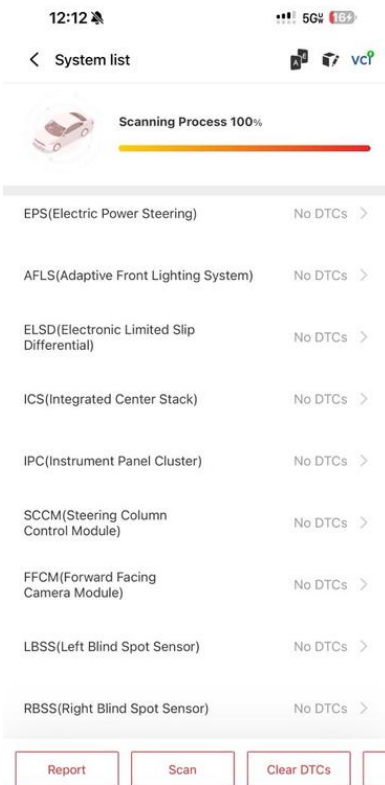 12:12
5G
16
System list
VCI
Scanning Process 100%
EPS(Electric Power Steering)
No DTCs
AFLS(Adaptive Front Lighting System)
No DTCs
ELSD(Electronic Limited Slip
Differential)
No DTCs
ICS(Integrated Center Stack)
No DTCs
IPC(Instrument Panel Cluster)
No DTCs
SCCM(Steering Column
Control Module)
No DTCs
FFCM(Forward Facing
Camera Module)
No DTCs
LBSS(Left Blind Spot Sensor)
No DTCs
RBSS(Right Blind Spot Sensor)
No DTCs
Report
Scan
Clear DTCs